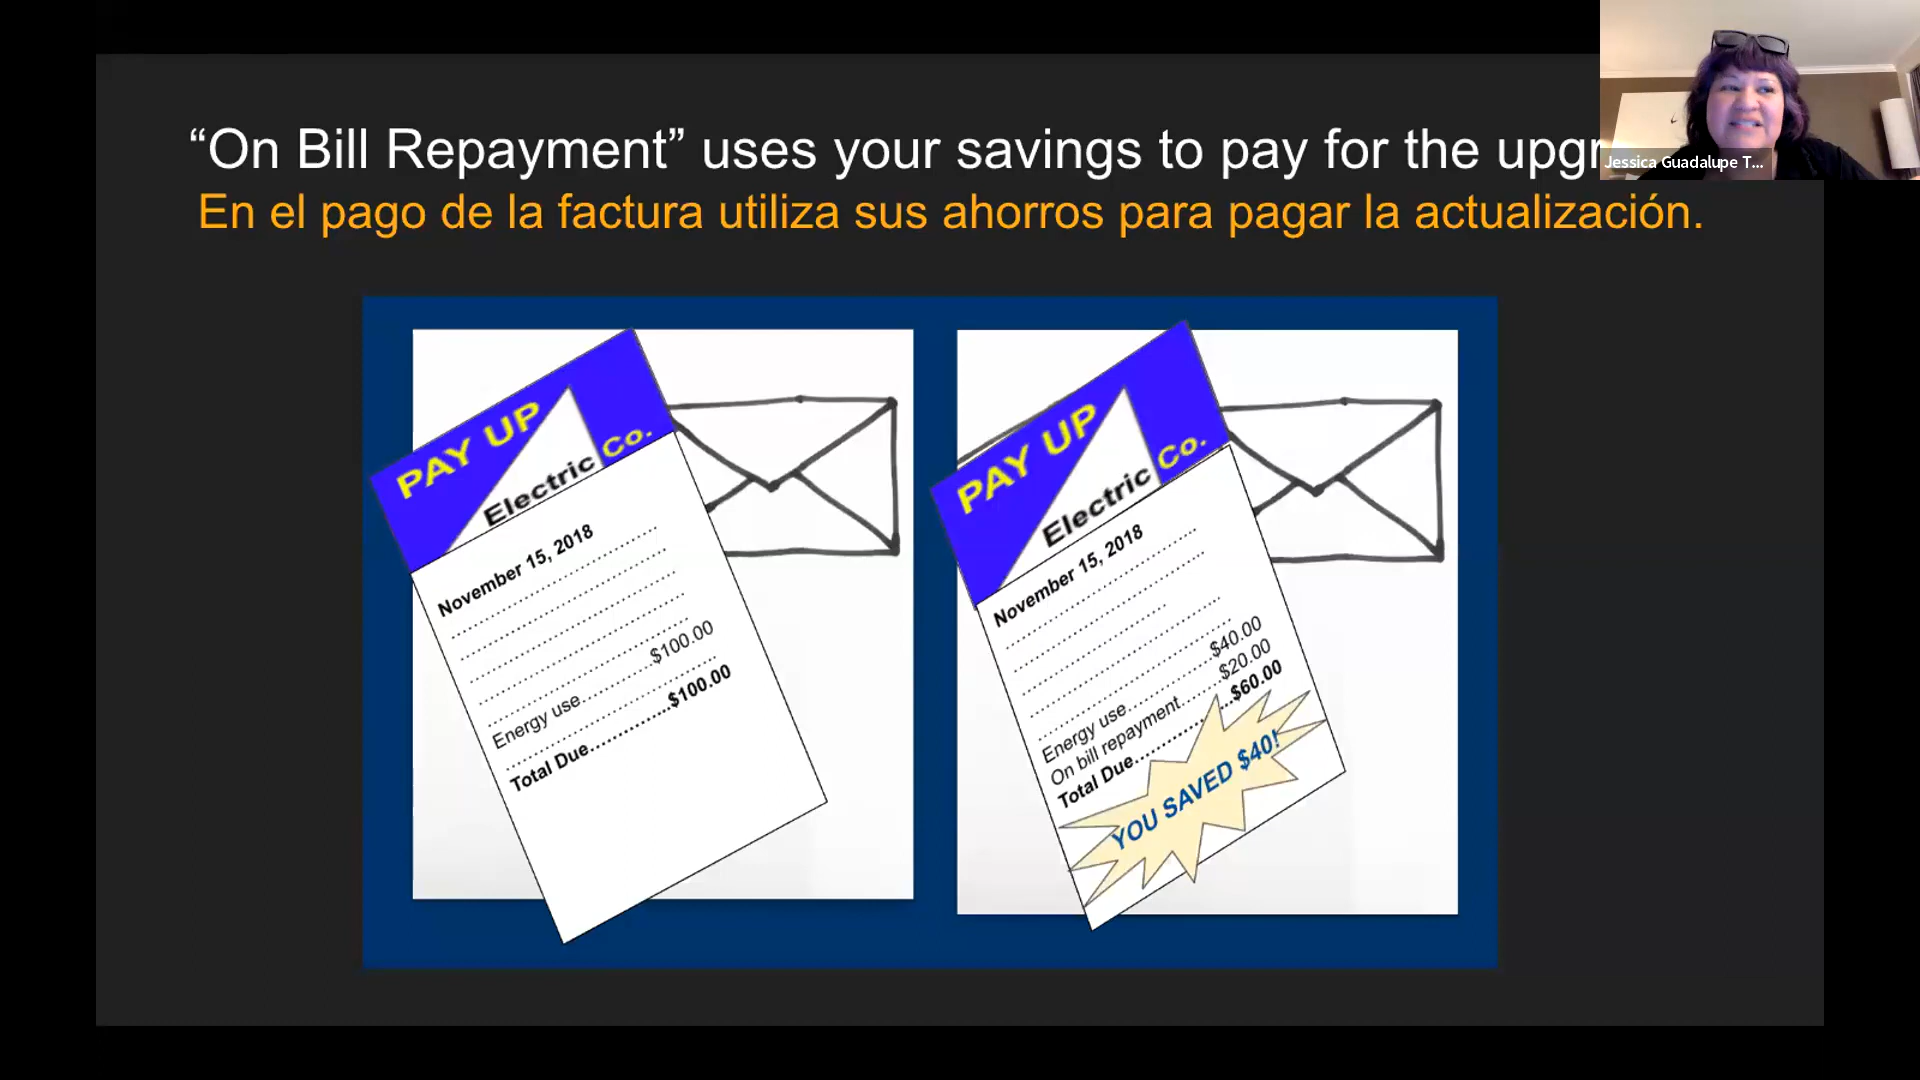 “On Bill Repayment” uses your savings to pay for the
En el pago de la factura utiliza sus ahorros para pagar la actualización.
Jessica Guadalupe T...
PAY UP
Electric Co.
November 15, 2018
Energy use..............$100.00
Total Due..............$100.00
PAY UP
Electric Co.
November 15, 2018
Energy use..............$40.00
On bill repayment.......$20.00
Total Due..............$60.00
YOU SAVED $40!